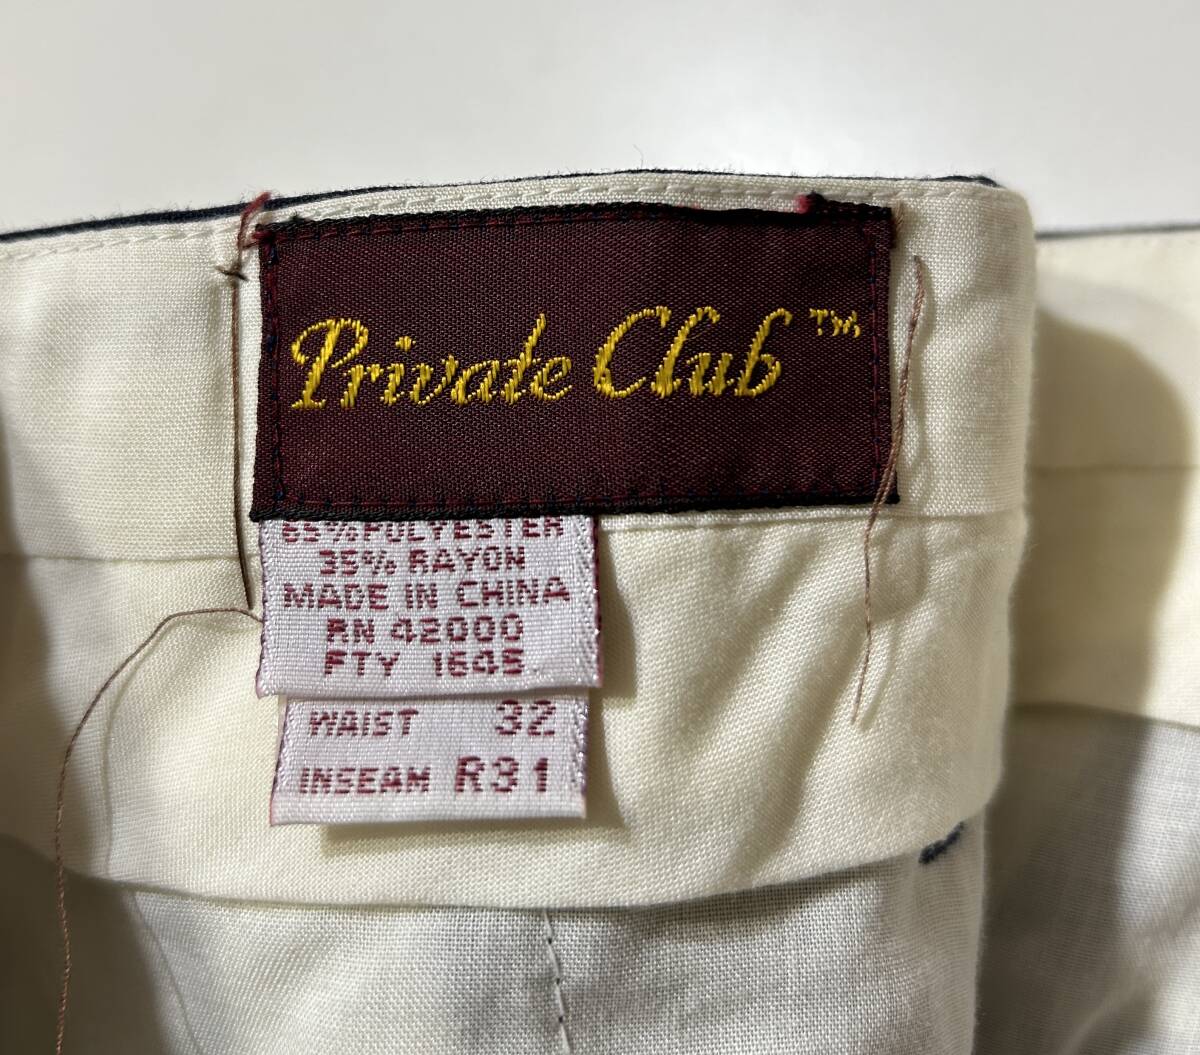 Private Club™
65% POLYESTER
35% RAYON
MADE IN CHINA
RN 42000
FTY 1645
WAIST 32
INSEAM R31